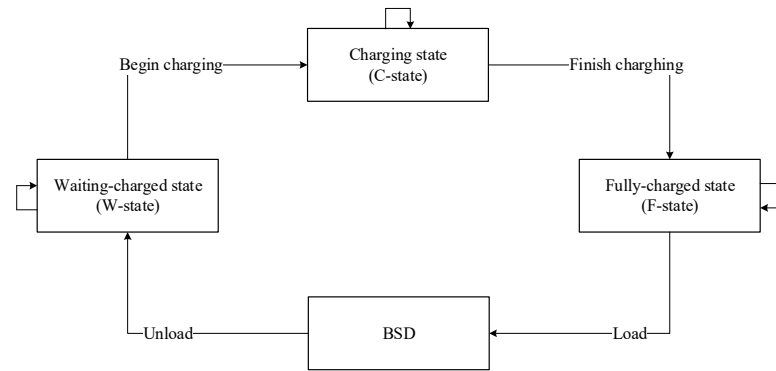 Charging state
(C-state)
Begin charging
Finish charghing
Waiting-charged state
(W-state)
Fully-charged state
(F-state)
Unload
BSD
Load